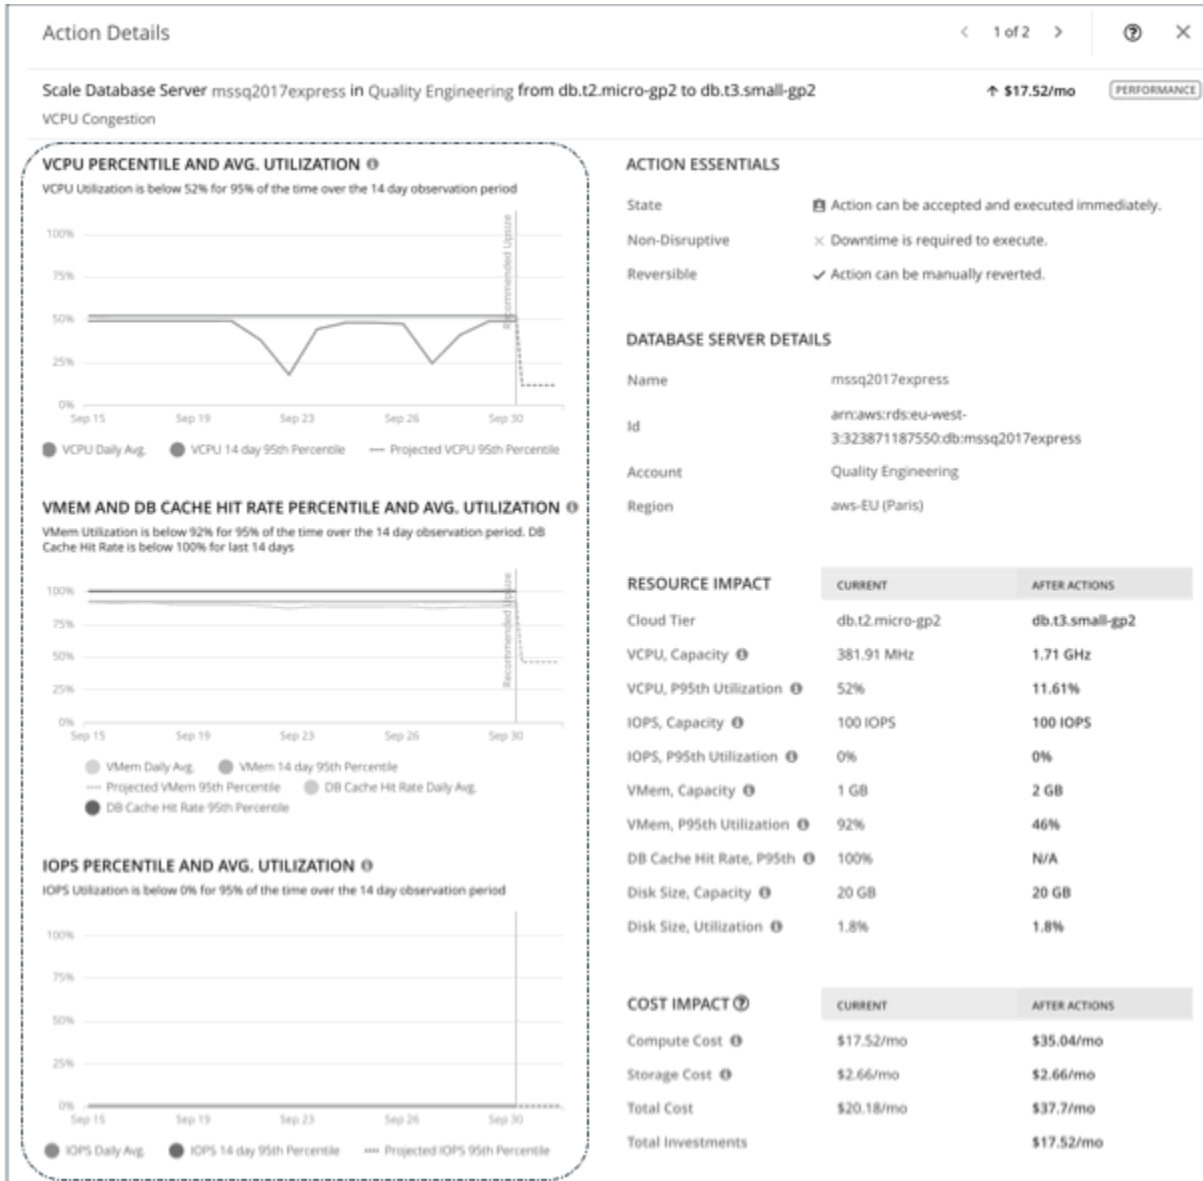 Action Details
1 of 2
Scale Database Server mssq2017express in Quality Engineering from db.t2.micro-gp2 to db.t3.small-gp2
↑ $17.52/mo
PERFORMANCE
VCPU Congestion
VCPU PERCENTILE AND AVG. UTILIZATION
VCPU Utilization is below 52% for 95% of the time over the 14 day observation period
100%
75%
50%
25%
0%
Recommended Upsize
Sep 15 Sep 19 Sep 23 Sep 26 Sep 30
VCPU Daily Avg. VCPU 14 day 95th Percentile Projected VCPU 95th Percentile
VMEM AND DB CACHE HIT RATE PERCENTILE AND AVG. UTILIZATION
VMem Utilization is below 92% for 95% of the time over the 14 day observation period. DB
Cache Hit Rate is below 100% for last 14 days
100%
75%
50%
25%
0%
Recommended Upsize
Sep 15 Sep 19 Sep 23 Sep 26 Sep 30
VMem Daily Avg. VMem 14 day 95th Percentile
Projected VMem 95th Percentile DB Cache Hit Rate Daily Avg.
DB Cache Hit Rate 95th Percentile
IOPS PERCENTILE AND AVG. UTILIZATION
IOPS Utilization is below 0% for 95% of the time over the 14 day observation period
100%
75%
50%
25%
0%
Sep 15 Sep 19 Sep 23 Sep 26 Sep 30
IOPS Daily Avg. IOPS 14 day 95th Percentile Projected IOPS 95th Percentile
ACTION ESSENTIALS
State Action can be accepted and executed immediately.
Non-Disruptive Downtime is required to execute.
Reversible Action can be manually reverted.
DATABASE SERVER DETAILS
Name mssq2017express
Id arn:aws:rds:eu-west-
3:323871187550:db:mssq2017express
Account Quality Engineering
Region aws-EU (Paris)
RESOURCE IMPACT CURRENT AFTER ACTIONS
Cloud Tier db.t2.micro-gp2 db.t3.small-gp2
VCPU, Capacity 381.91 MHz 1.71 GHz
VCPU, P95th Utilization 52% 11.61%
IOPS, Capacity 100 IOPS 100 IOPS
IOPS, P95th Utilization 0% 0%
VMem, Capacity 1 GB 2 GB
VMem, P95th Utilization 92% 46%
DB Cache Hit Rate, P95th 100% N/A
Disk Size, Capacity 20 GB 20 GB
Disk Size, Utilization 1.8% 1.8%
COST IMPACT CURRENT AFTER ACTIONS
Compute Cost $17.52/mo $35.04/mo
Storage Cost $2.66/mo $2.66/mo
Total Cost $20.18/mo $37.7/mo
Total Investments $17.52/mo